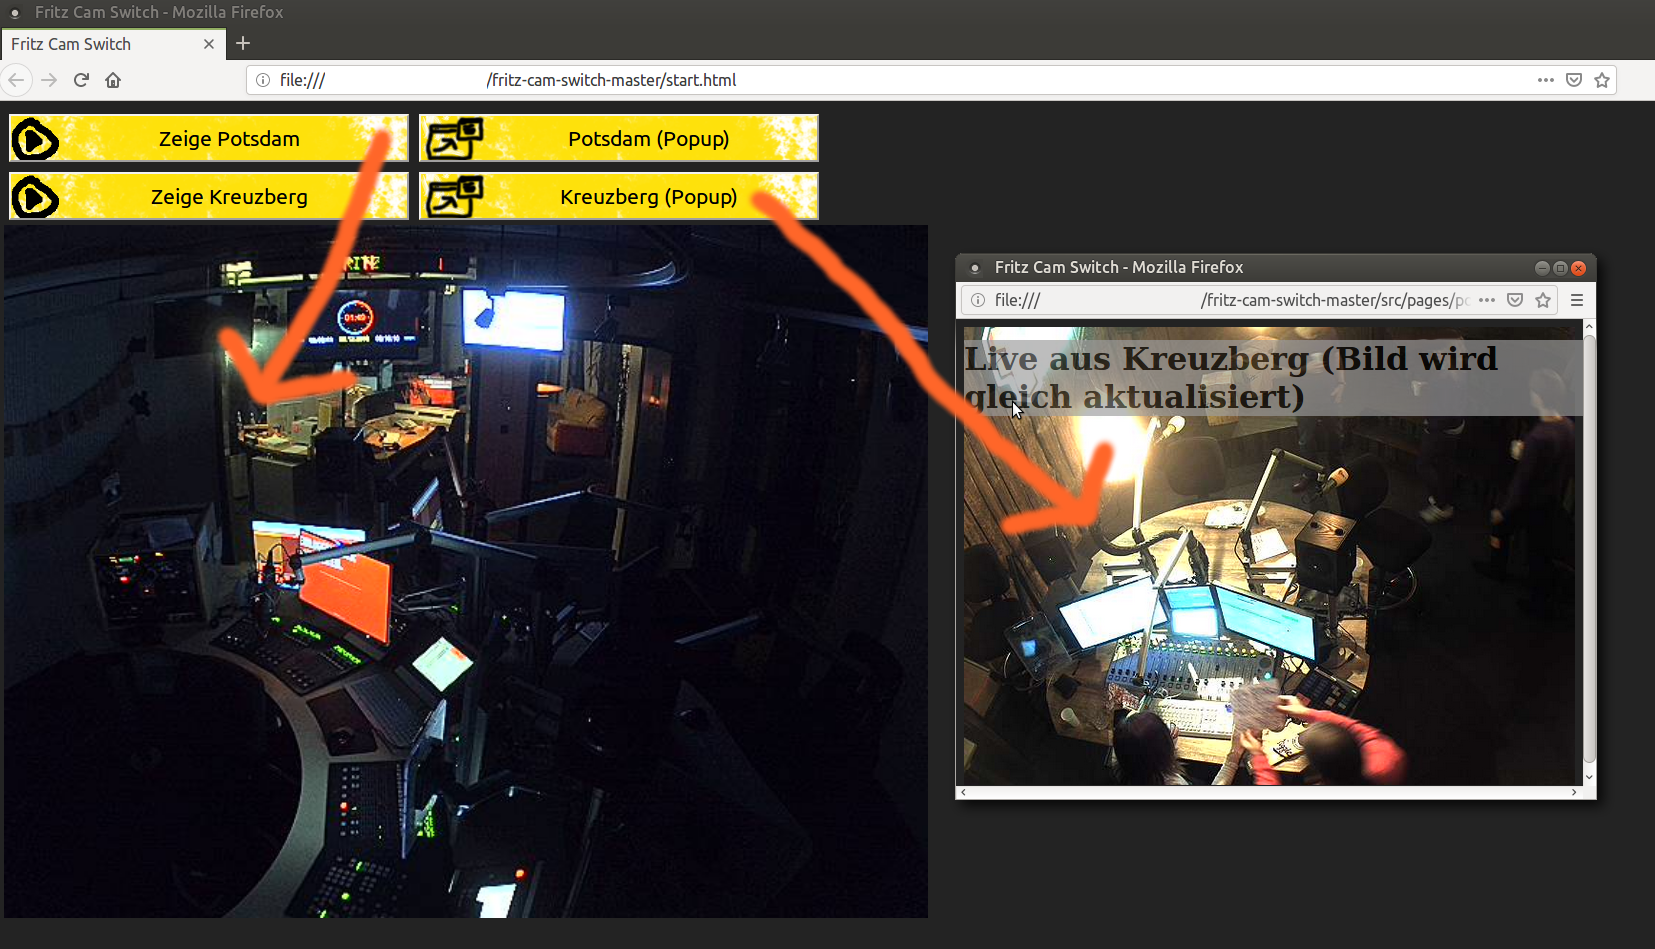 Fritz Cam Switch - Mozilla Firefox
Fritz Cam Switch
file:/// /fritz-cam-switch-master/start.html
Zeige Potsdam
Potsdam (Popup)
Zeige Kreuzberg
Kreuzberg (Popup)
01:49
Fritz Cam Switch - Mozilla Firefox
file:/// /fritz-cam-switch-master/src/pages/
Live aus Kreuzberg (Bild wird
gleich aktualisiert)